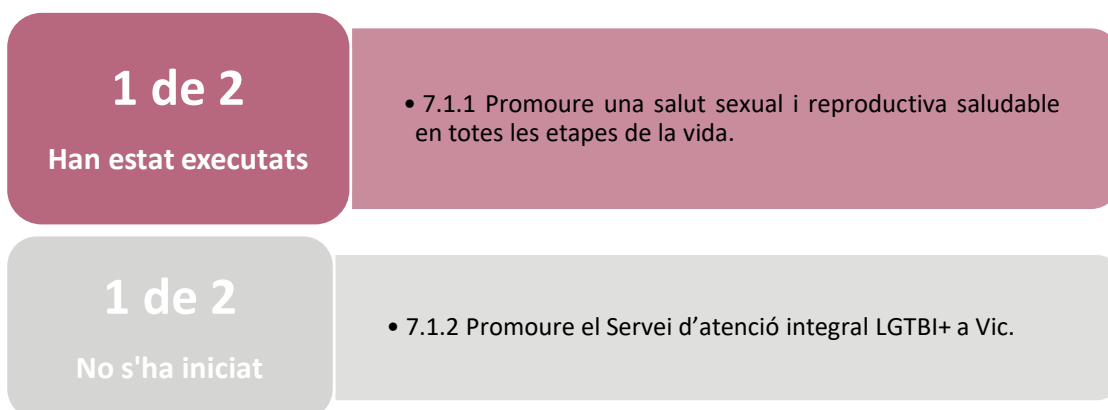 1 de 2
Han estat executats
• 7.1.1 Promoure una salut sexual i reproductiva saludable
en totes les etapes de la vida.
1 de 2
No s'ha iniciat
• 7.1.2 Promoure el Servei d’atenció integral LGTBI+ a Vic.